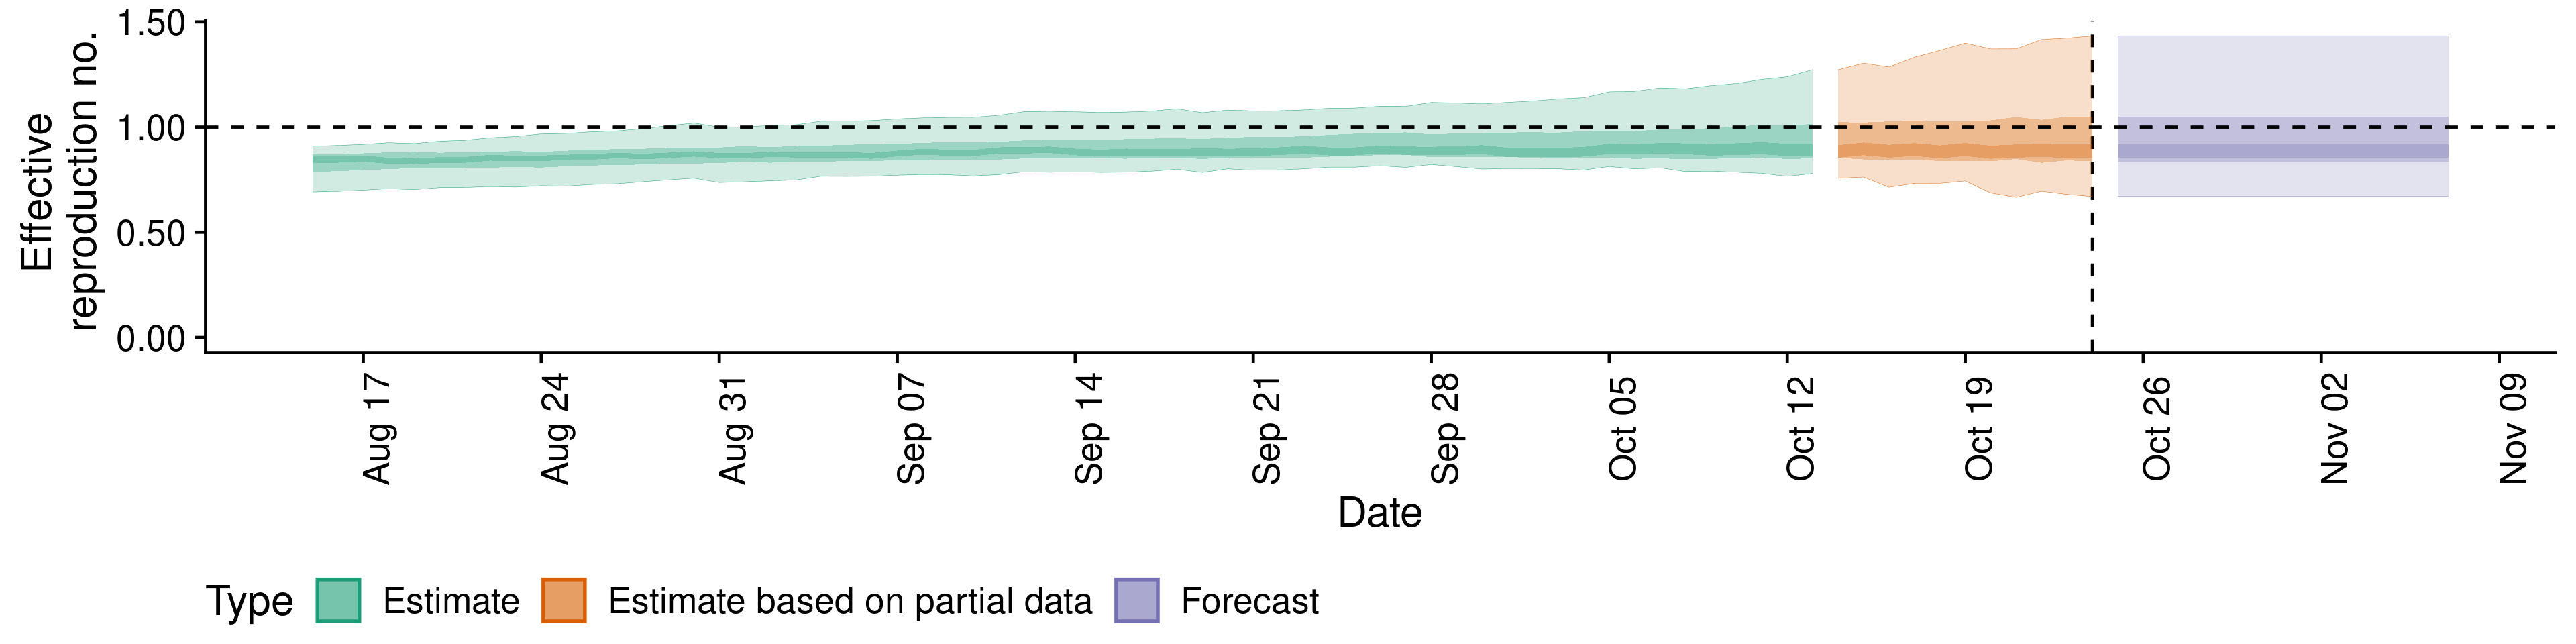 Effective
reproduction no.
1.50
1.00
0.50
0.00
Aug 17
Aug 24
Aug 31
Sep 07
Sep 14
Sep 21
Sep 28
Oct 05
Oct 12
Oct 19
Oct 26
Nov 02
Nov 09
Date
Type Estimate Estimate based on partial data Forecast